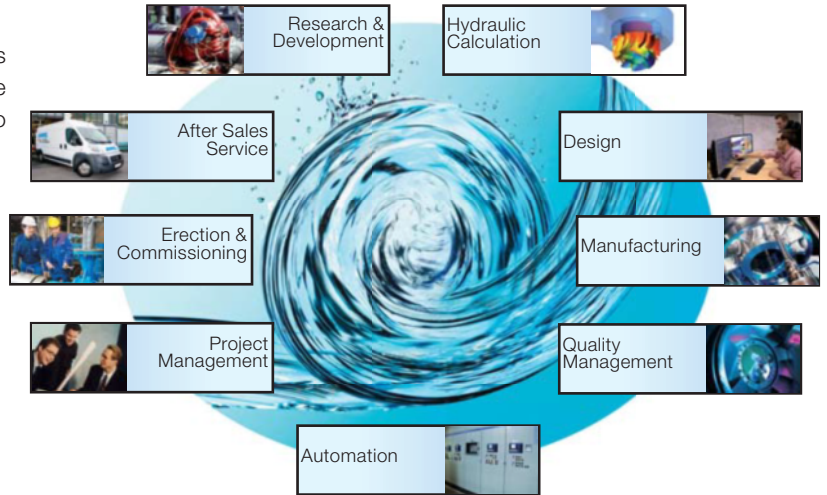 s
e
o
Research &
Development
Hydraulic
Calculation
After Sales
Service
Design
Erection &
Commissioning
Manufacturing
Project
Management
Quality
Management
Automation